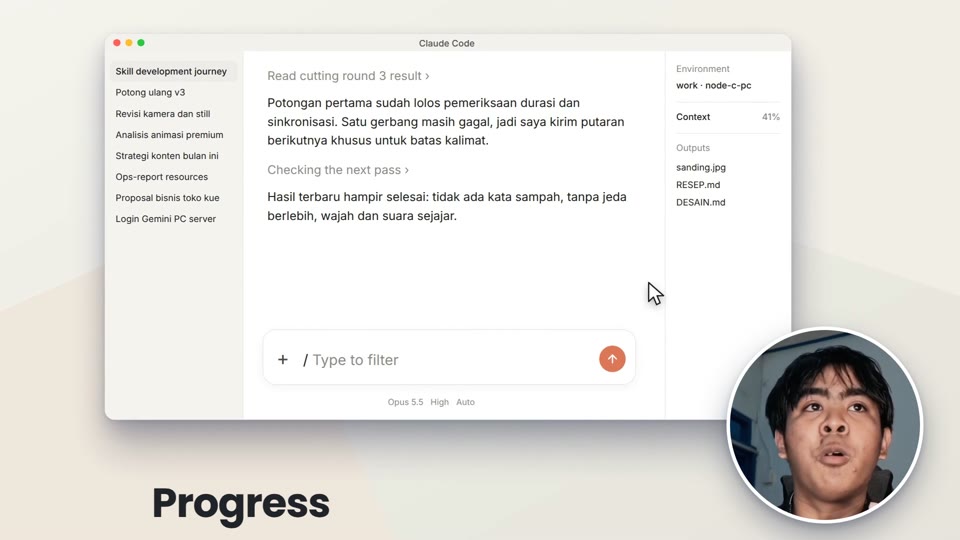 Claude Code
Skill development journey
Potong ulang v3
Revisi kamera dan still
Analisis animasi premium
Strategi konten bulan ini
Ops-report resources
Proposal bisnis toko kue
Login Gemini PC server
Read cutting round 3 result ›
Potongan pertama sudah lolos pemeriksaan durasi dan
sinkronisasi. Satu gerbang masih gagal, jadi saya kirim putaran
berikutnya khusus untuk batas kalimat.
Checking the next pass ›
Hasil terbaru hampir selesai: tidak ada kata sampah, tanpa jeda
berlebih, wajah dan suara sejajar.
+ / Type to filter
Opus 5.5 High Auto
Environment
work · node-c-pc
Context 41%
Outputs
sanding.jpg
RESEP.md
DESAIN.md
Progress